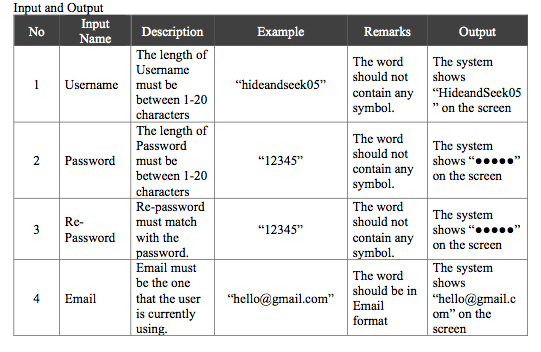 Input and Output
No
Input
Name
Description
Example
Remarks
Output
1
Username
The length of
Username
must be
between 1-20
characters
“hideandseek05”
The word
should not
contain any
symbol.
The system
shows
“HideandSeek05
” on the screen
2
Password
The length of
Password
must be
between 1-20
characters
“12345”
The word
should not
contain any
symbol.
The system
shows “●●●●●”
on the screen
3
Re-
Password
Re-password
must match
with the
password.
“12345”
The word
should not
contain any
symbol.
The system
shows “●●●●●”
on the screen
4
Email
Email must
be the one
that the user
is currently
using.
“hello@gmail.com”
The word
should be in
Email
format
The system
shows
“hello@gmail.c
om” on the
screen